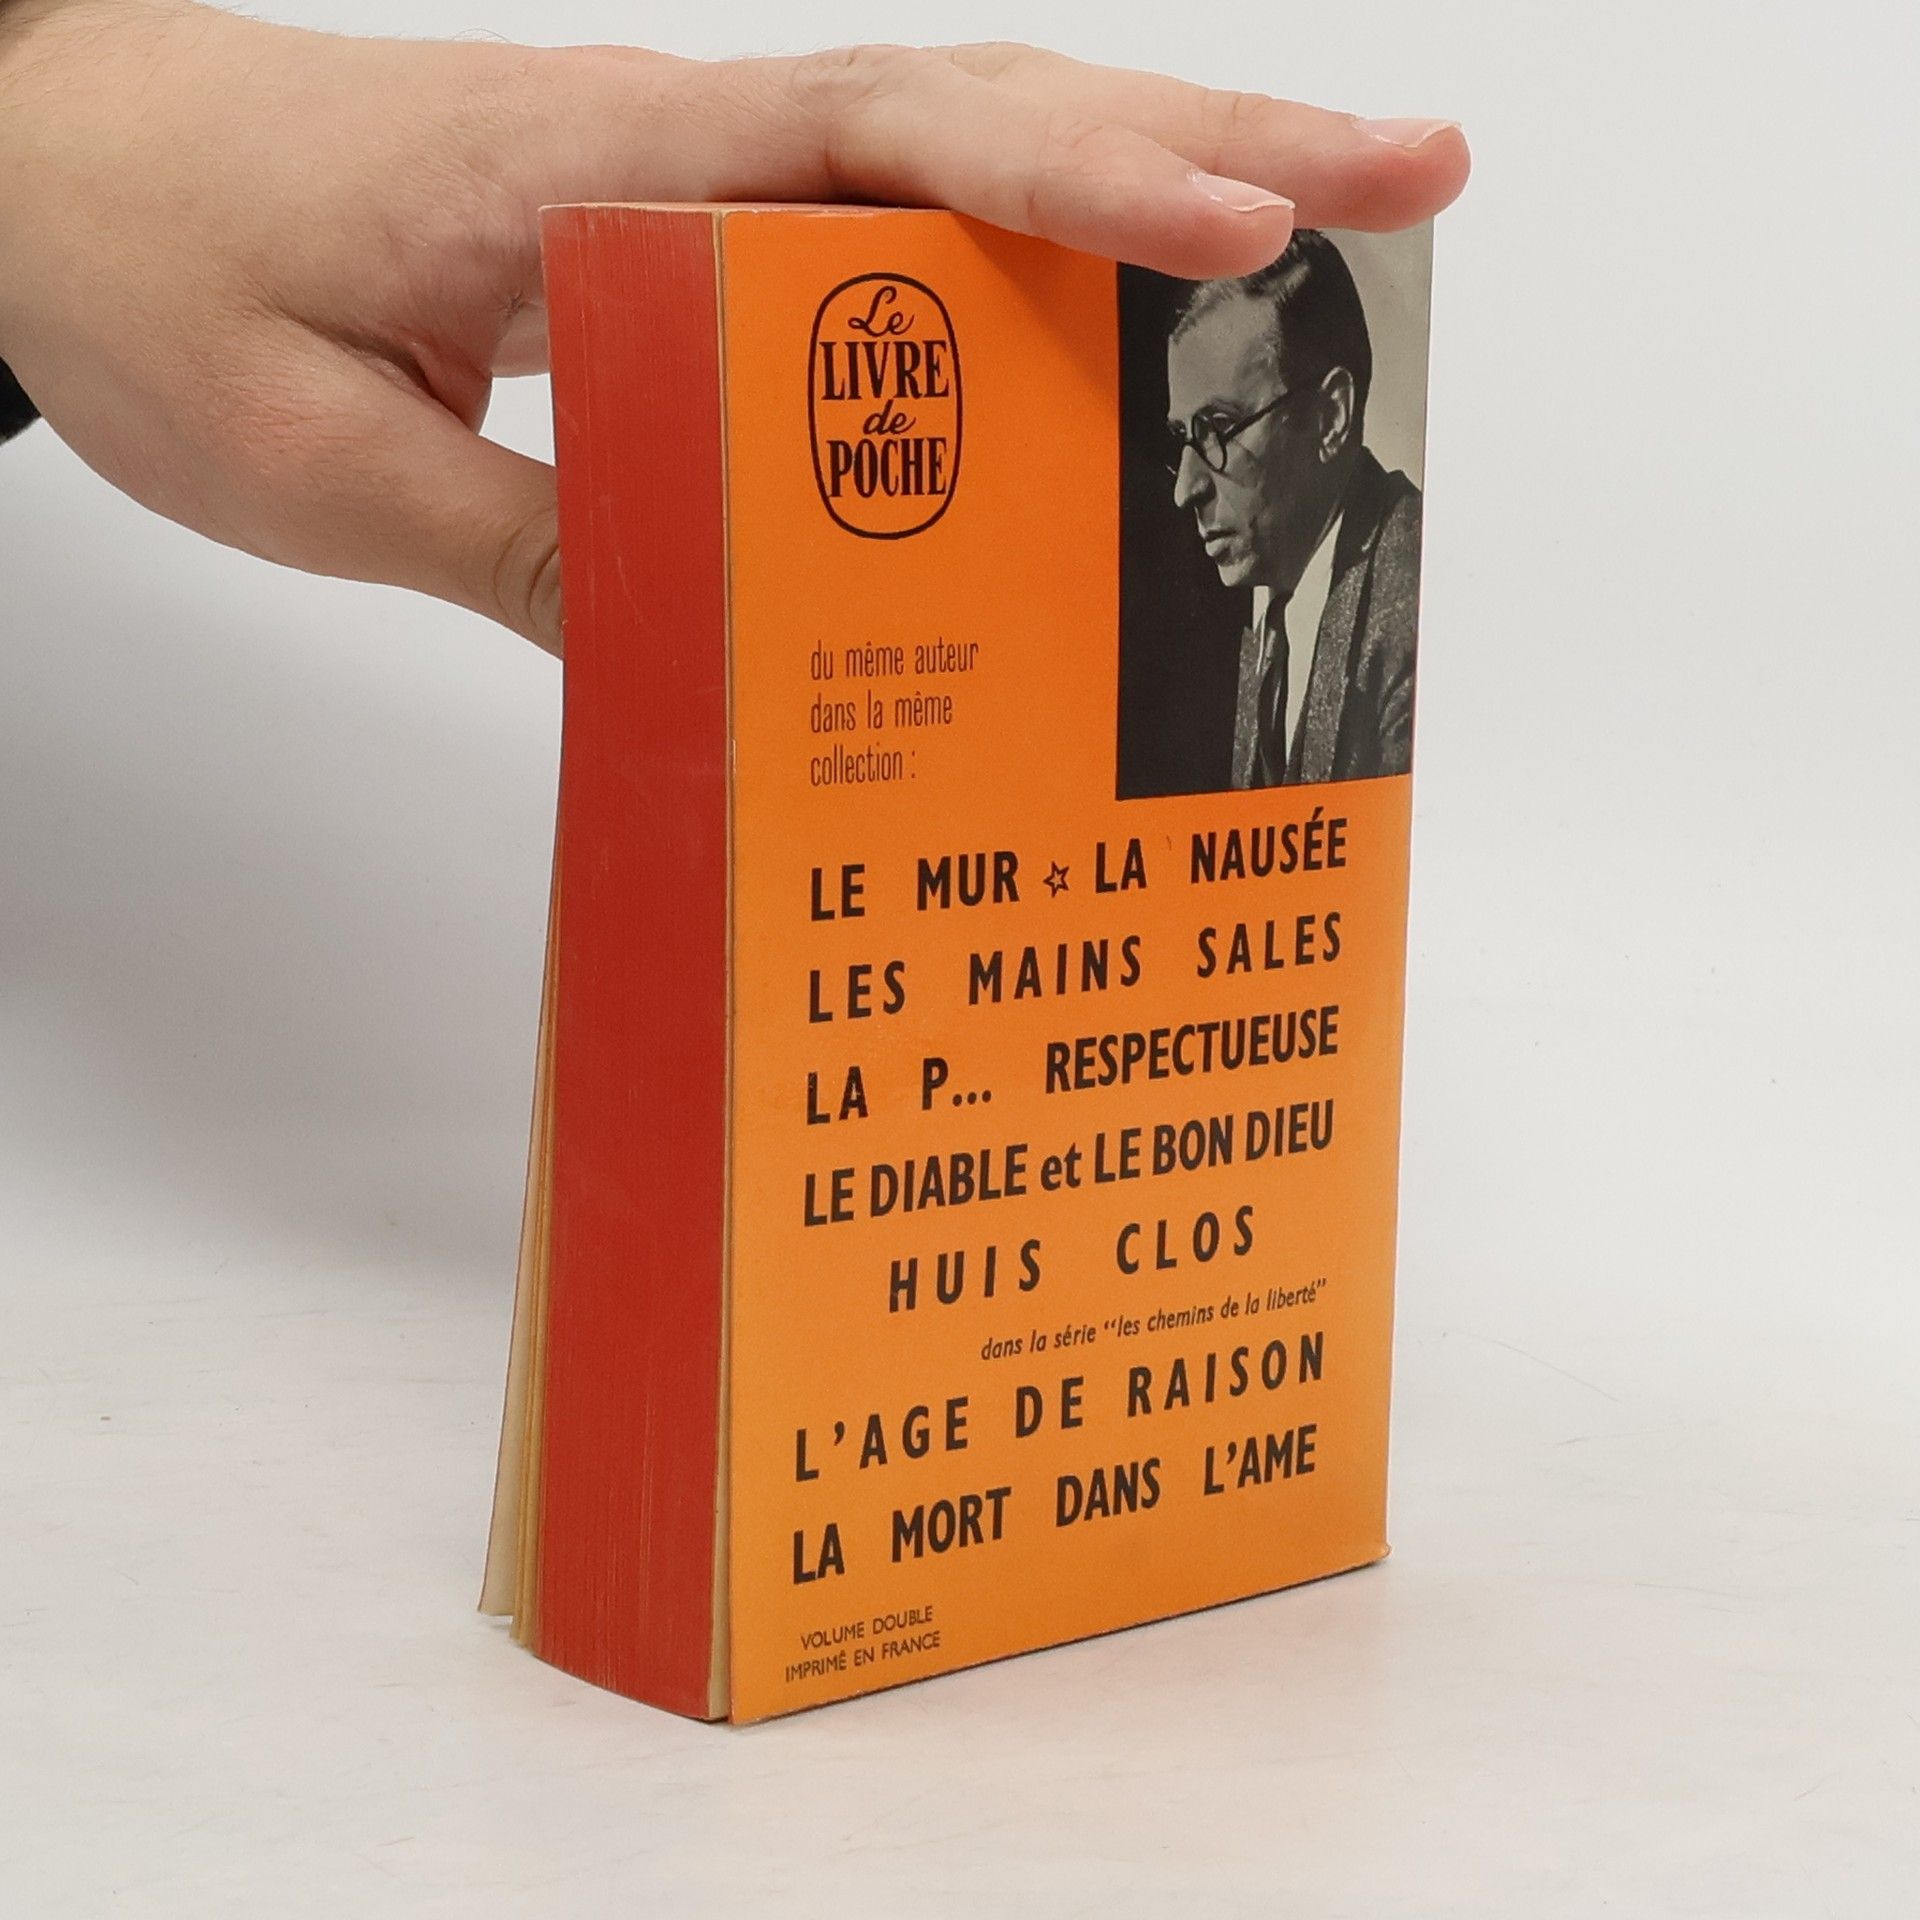 Le
LIVRE
de
POCHE
du même auteur
dans la même
collection :
LE MUR ☆ LA NAUSÉE
LES MAINS SALES
LA P... RESPECTUEUSE
LE DIABLE et LE BON DIEU
HUIS CLOS
dans la série “les chemins de la liberté”
L’AGE DE RAISON
LA MORT DANS L’AME
VOLUME DOUBLE
IMPRIMÉ EN FRANCE